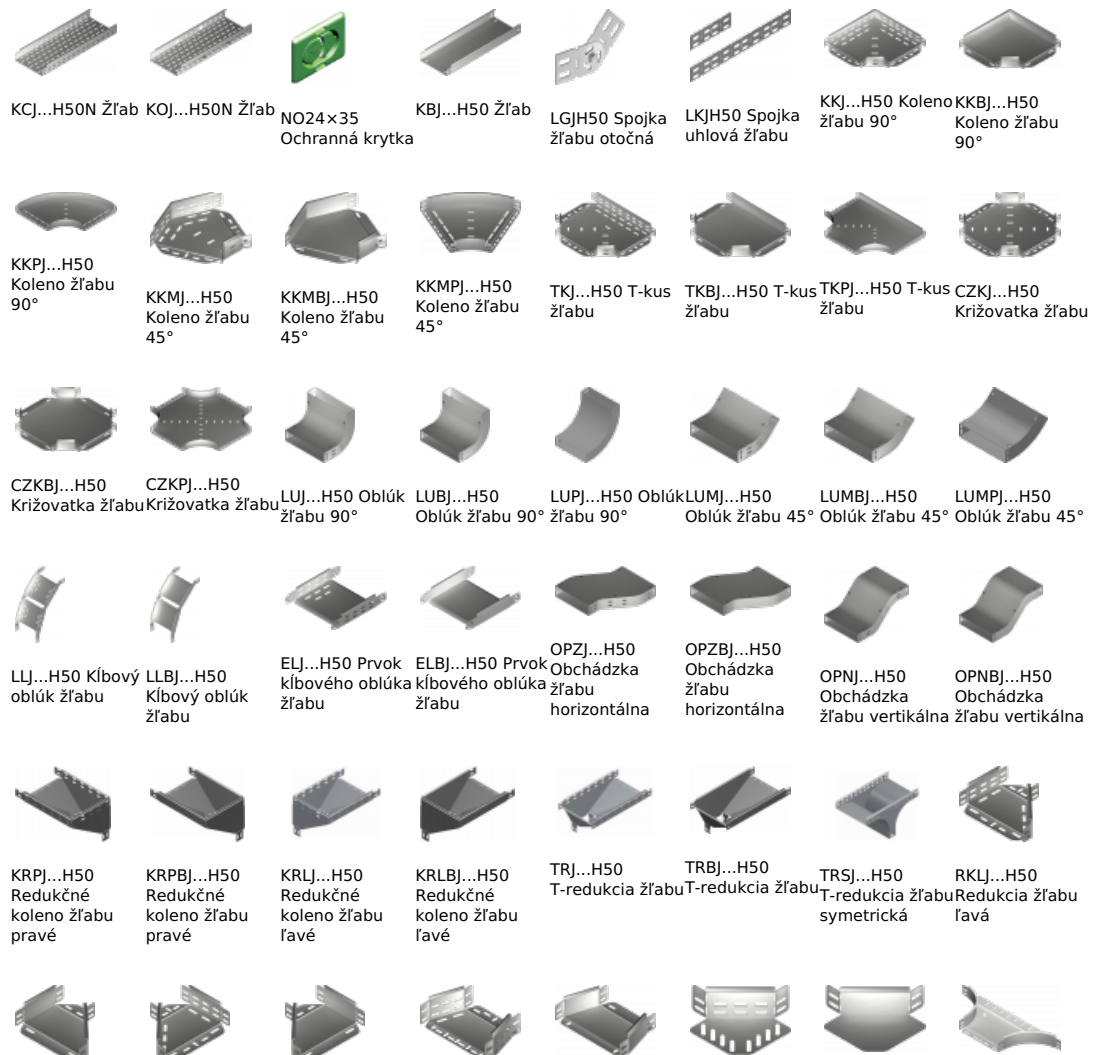 KCJ...H50N Žľab
KOJ...H50N Žľab
NO24×35
Ochranná krytka
KBJ...H50 Žľab
LGJH50 Spojka
žľabu otočná
LKJH50 Spojka
uhlová žľabu
KKJ...H50 Koleno
žľabu 90°
KKBJ...H50
Koleno žľabu
90°
KKPJ...H50
Koleno žľabu
90°
KKMJ...H50
Koleno žľabu
45°
KKMBJ...H50
Koleno žľabu
45°
KKMPJ...H50
Koleno žľabu
45°
TKJ...H50 T-kus
žľabu
TKBJ...H50 T-kus
žľabu
TKPJ...H50 T-kus
žľabu
CZKJ...H50
Križovatka žľabu
CZKBJ...H50
Križovatka žľabu
CZKPJ...H50
Križovatka žľabu
LUJ...H50 Oblúk
žľabu 90°
LUBJ...H50
Oblúk žľabu 90°
LUPJ...H50 Oblúk
žľabu 90°
LUMJ...H50
Oblúk žľabu 45°
LUMBJ...H50
Oblúk žľabu 45°
LUMPJ...H50
Oblúk žľabu 45°
LLJ...H50 Kĺbový
oblúk žľabu
LLBJ...H50
Kĺbový oblúk
žľabu
ELJ...H50 Prvok
kĺbového oblúka
žľabu
ELBJ...H50 Prvok
kĺbového oblúka
žľabu
OPZJ...H50
Obchádzka
žľabu
horizontálna
OPZBJ...H50
Obchádzka
žľabu
horizontálna
OPNJ...H50
Obchádzka
žľabu vertikálna
OPNBJ...H50
Obchádzka
žľabu vertikálna
KRPJ...H50
Redukčné
koleno žľabu
pravé
KRPBJ...H50
Redukčné
koleno žľabu
pravé
KRLJ...H50
Redukčné
koleno žľabu
ľavé
KRLBJ...H50
Redukčné
koleno žľabu
ľavé
TRJ...H50
T-redukcia žľabu
TRBJ...H50
T-redukcia žľabu
TRSJ...H50
T-redukcia žľabu
symetrická
RKLJ...H50
Redukcia žľabu
ľavá